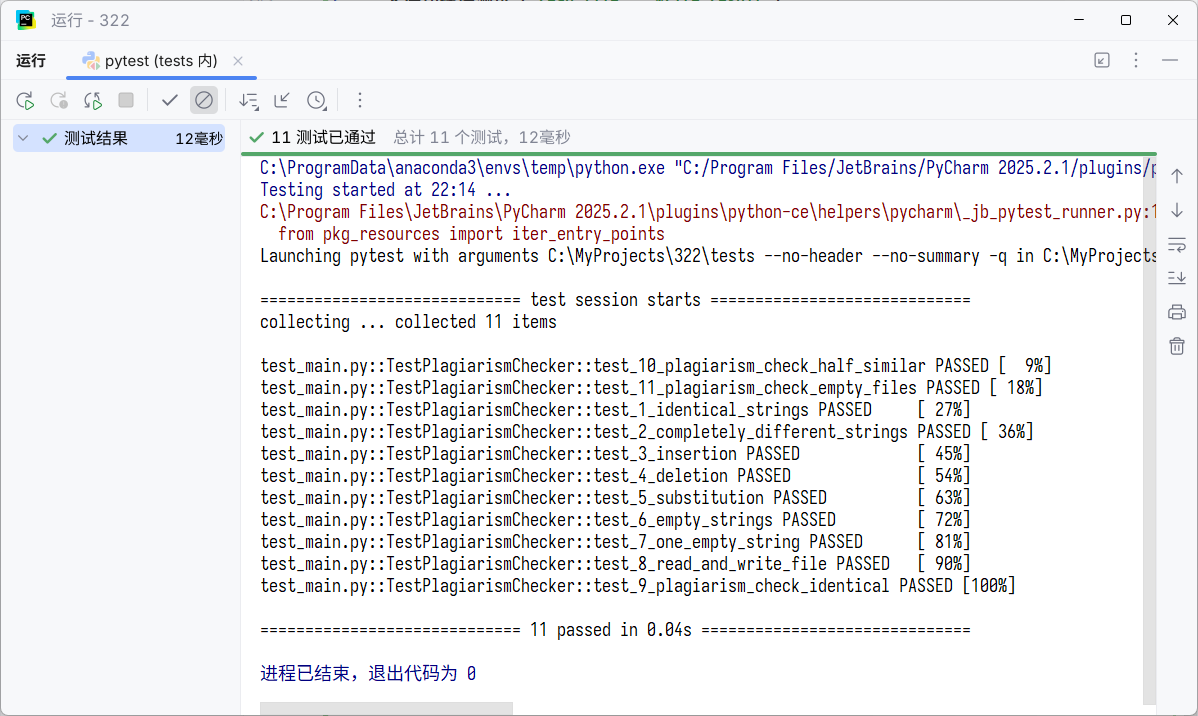 运行 - 322
运行 pytest (tests 内)
测试结果 12毫秒
11 测试已通过 总计 11 个测试，12毫秒
C:\ProgramData\anaconda3\envs\temp\python.exe "C:/Program Files/JetBrains/PyCharm 2025.2.1/plugins/
Testing started at 22:14 ...
C:\Program Files\JetBrains\PyCharm 2025.2.1\plugins\python-ce\helpers\pycharm\_jb_pytest_runner.py:1
from pkg_resources import iter_entry_points
Launching pytest with arguments C:\MyProjects\322\tests --no-header --no-summary -q in C:\MyProjects
============================= test session starts =============================
collecting ... collected 11 items
test_main.py::TestPlagiarismChecker::test_10_plagiarism_check_half_similar PASSED [  9%]
test_main.py::TestPlagiarismChecker::test_11_plagiarism_check_empty_files PASSED [ 18%]
test_main.py::TestPlagiarismChecker::test_1_identical_strings PASSED     [ 27%]
test_main.py::TestPlagiarismChecker::test_2_completely_different_strings PASSED [ 36%]
test_main.py::TestPlagiarismChecker::test_3_insertion PASSED             [ 45%]
test_main.py::TestPlagiarismChecker::test_4_deletion PASSED              [ 54%]
test_main.py::TestPlagiarismChecker::test_5_substitution PASSED          [ 63%]
test_main.py::TestPlagiarismChecker::test_6_empty_strings PASSED         [ 72%]
test_main.py::TestPlagiarismChecker::test_7_one_empty_string PASSED      [ 81%]
test_main.py::TestPlagiarismChecker::test_8_read_and_write_file PASSED   [ 90%]
test_main.py::TestPlagiarismChecker::test_9_plagiarism_check_identical PASSED [100%]
============================= 11 passed in 0.04s ==============================
进程已结束，退出代码为 0